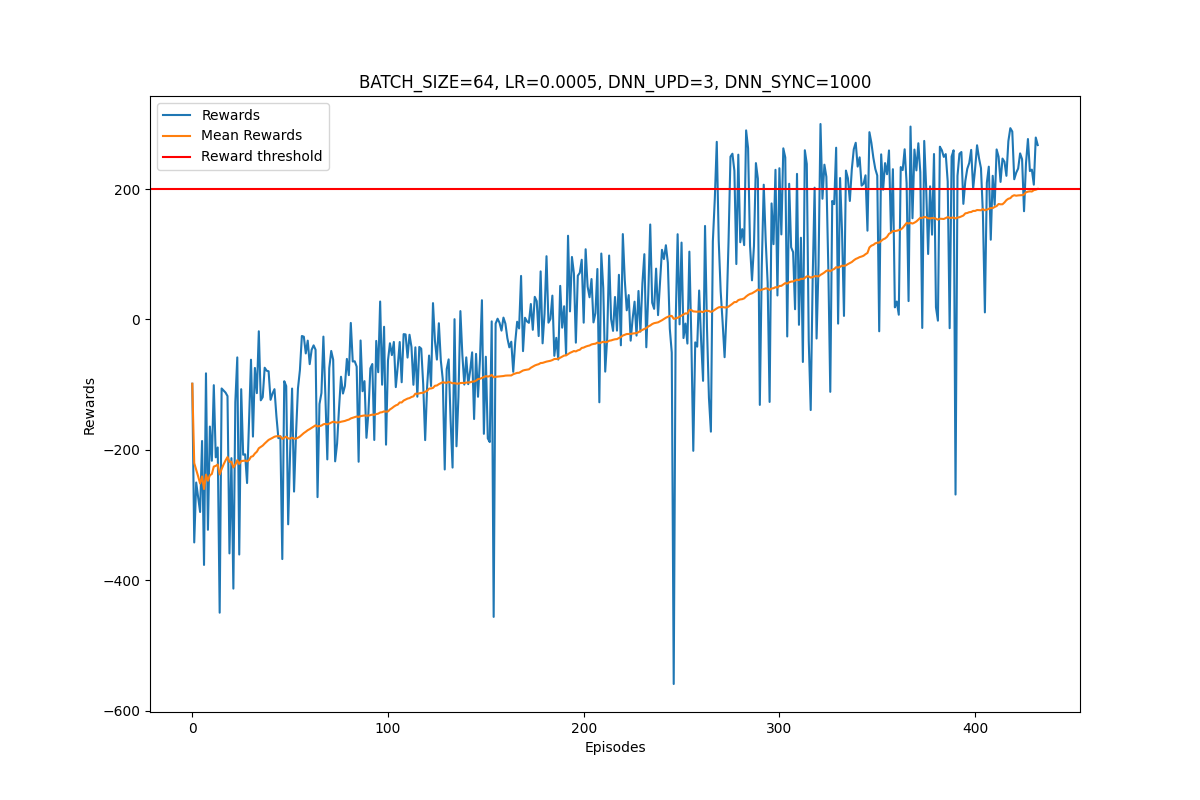 BATCH_SIZE=64, LR=0.0005, DNN_UPD=3, DNN_SYNC=1000
Rewards
Mean Rewards
Reward threshold
200
0
−200
−400
−600
Rewards
0
100
200
300
400
Episodes